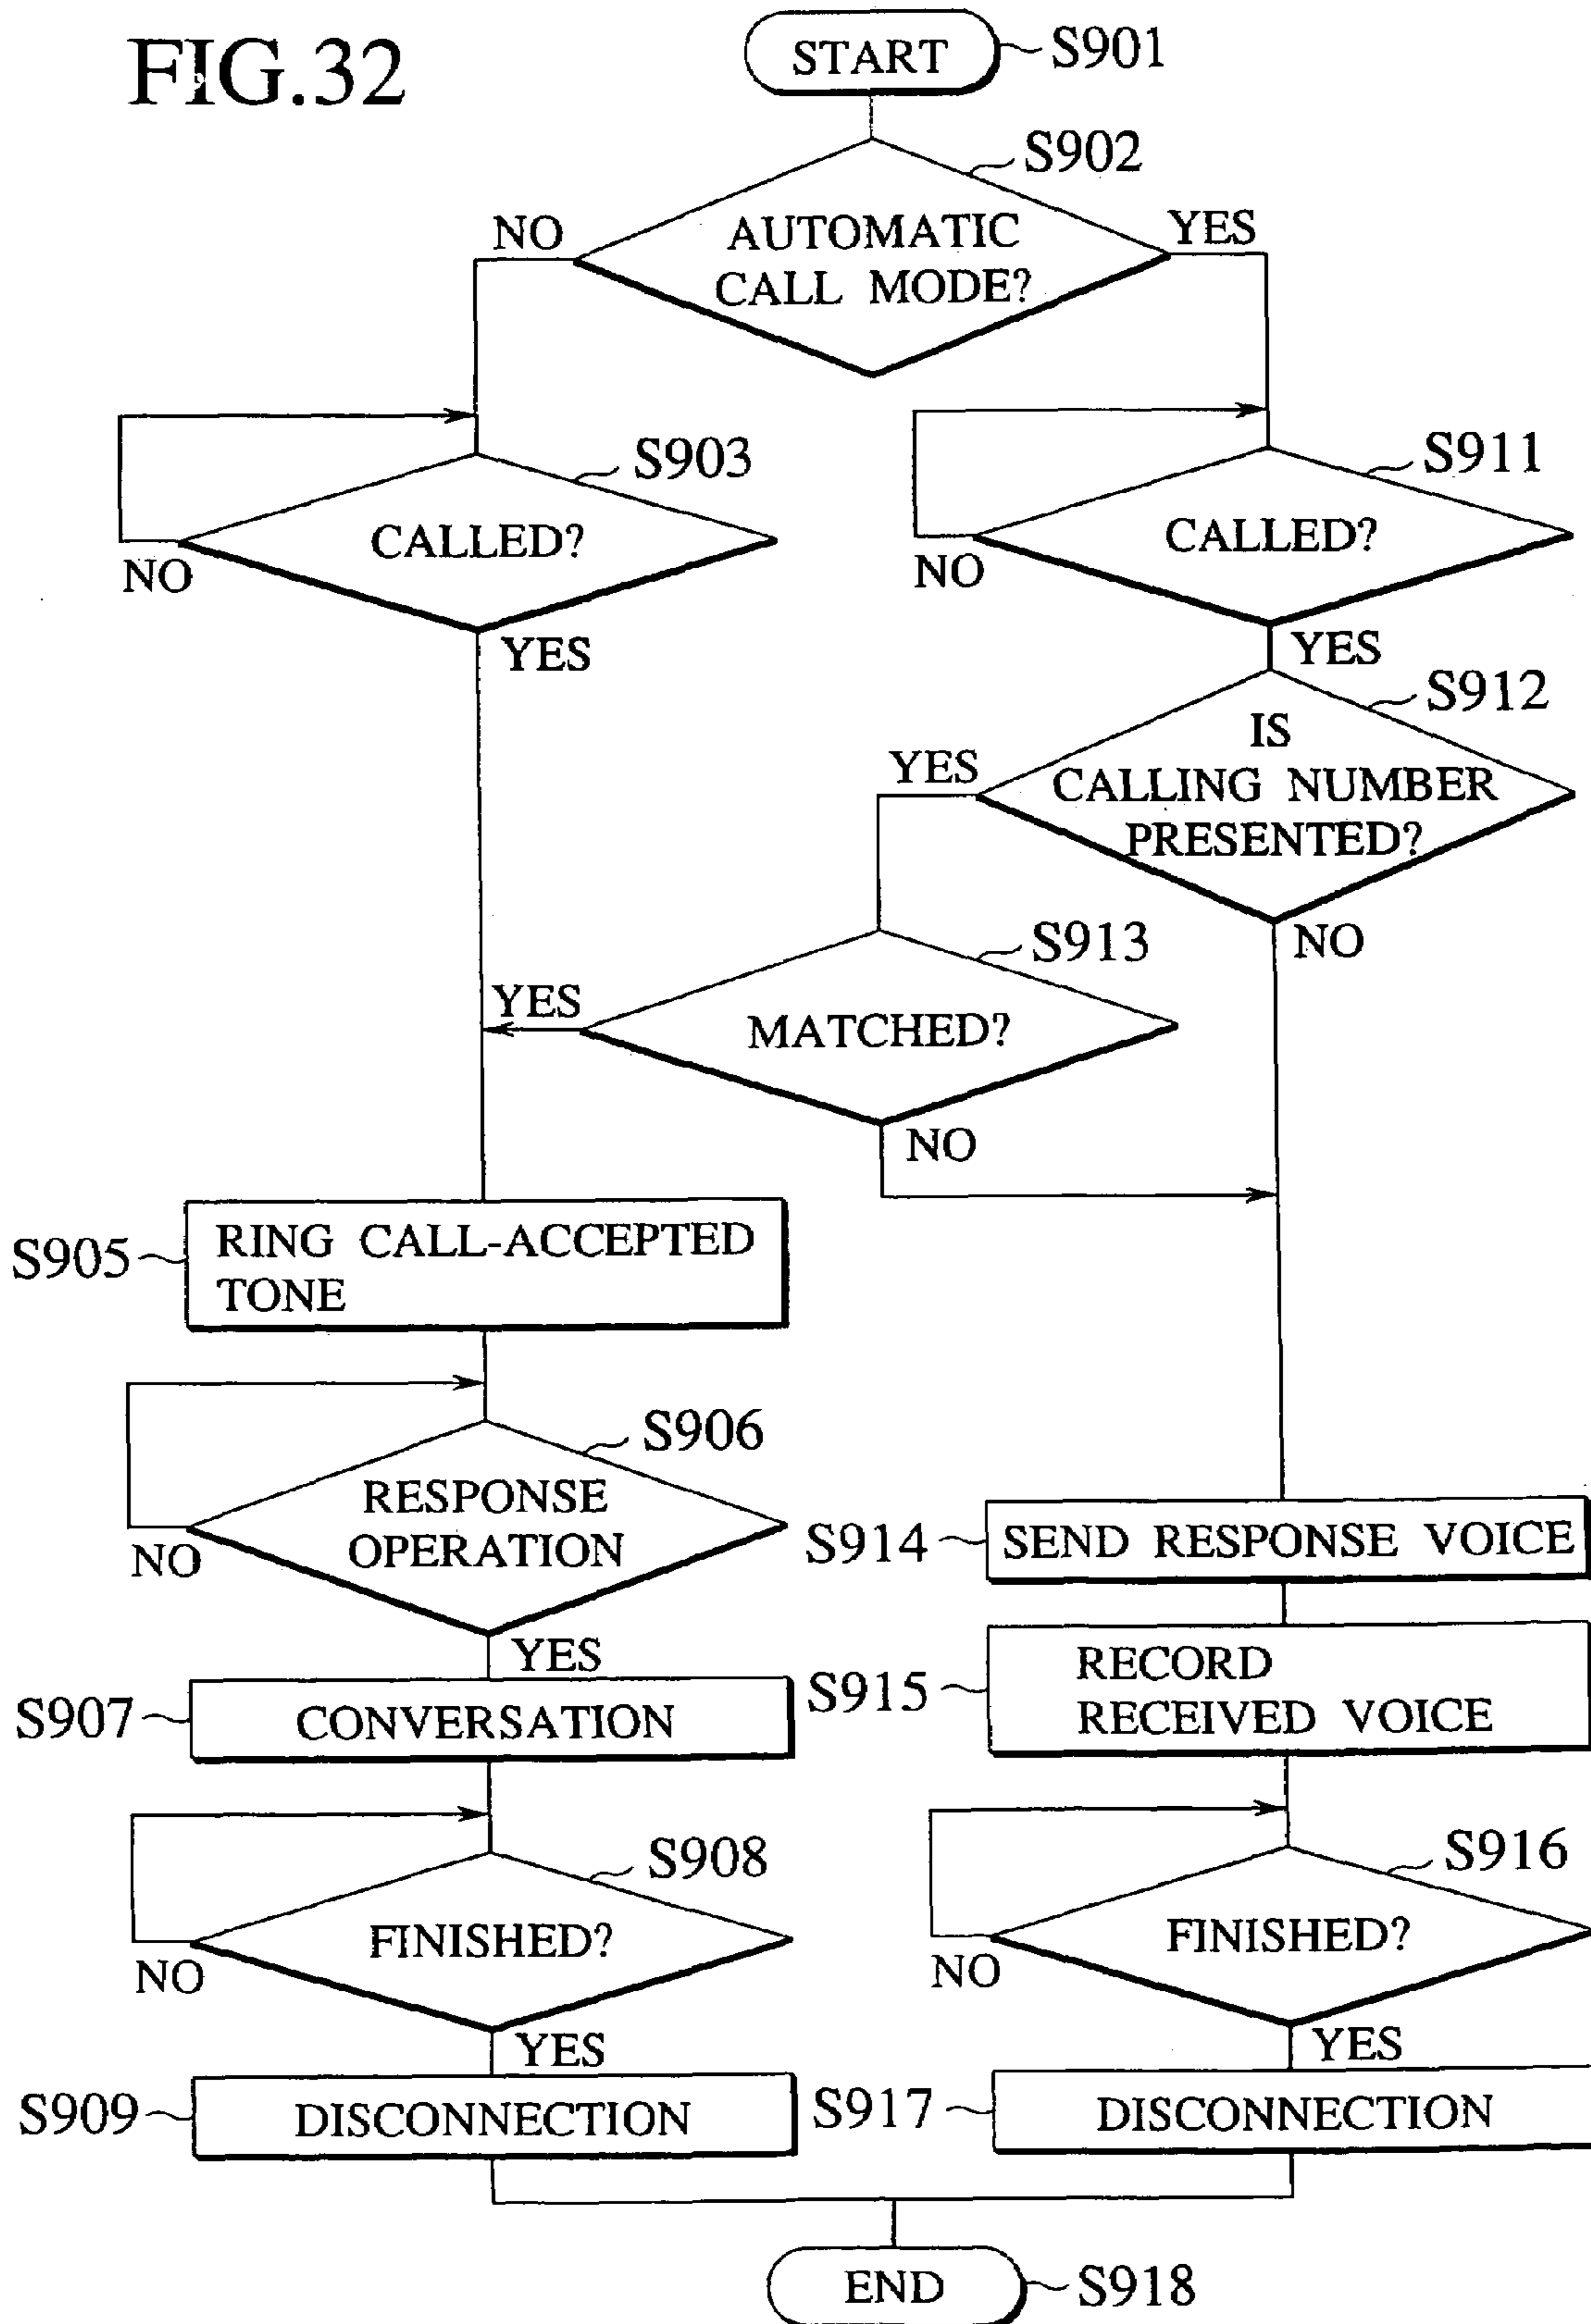 FIG.32
START
S901
S902
NO
AUTOMATIC
CALL MODE?
YES
S903
CALLED?
NO
YES
S911
CALLED?
NO
YES
S912
IS
CALLING NUMBER
PRESENTED?
YES
NO
S913
YES
MATCHED?
NO
S905
RING CALL-ACCEPTED
TONE
S906
RESPONSE
OPERATION
NO
YES
S914
SEND RESPONSE VOICE
S907
CONVERSATION
S915
RECORD
RECEIVED VOICE
S908
FINISHED?
NO
YES
S916
FINISHED?
NO
YES
S909
DISCONNECTION
S917
DISCONNECTION
END
S918